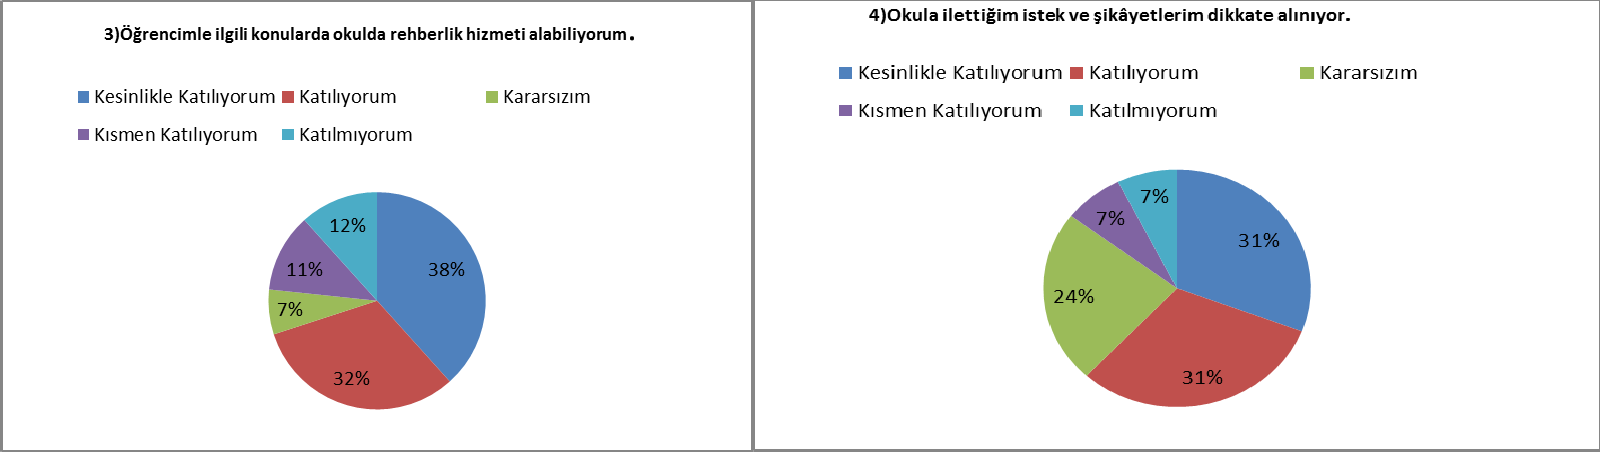 3)Öğrencimle ilgili konularda okulda rehberlik hizmeti alabiliyorum.
Kesinlikle Katılıyorum Katılıyorum Kararsızım
Kısmen Katılıyorum Katılmıyorum
12%
38%
11%
7%
32%
4)Okula ilettiğim istek ve şikâyetlerim dikkate alınıyor.
Kesinlikle Katılıyorum Katılıyorum Kararsızım
Kısmen Katılıyorum Katılmıyorum
7%
7%
31%
24%
31%